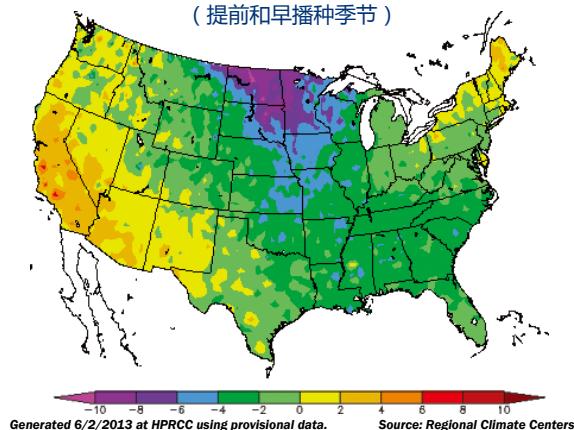 （提前和早播种季节）
-10 -8 -6 -4 -2 0 2 4 6 8 10
Generated 6/2/2013 at HPRCC using provisional data. Source: Regional Climate Centers